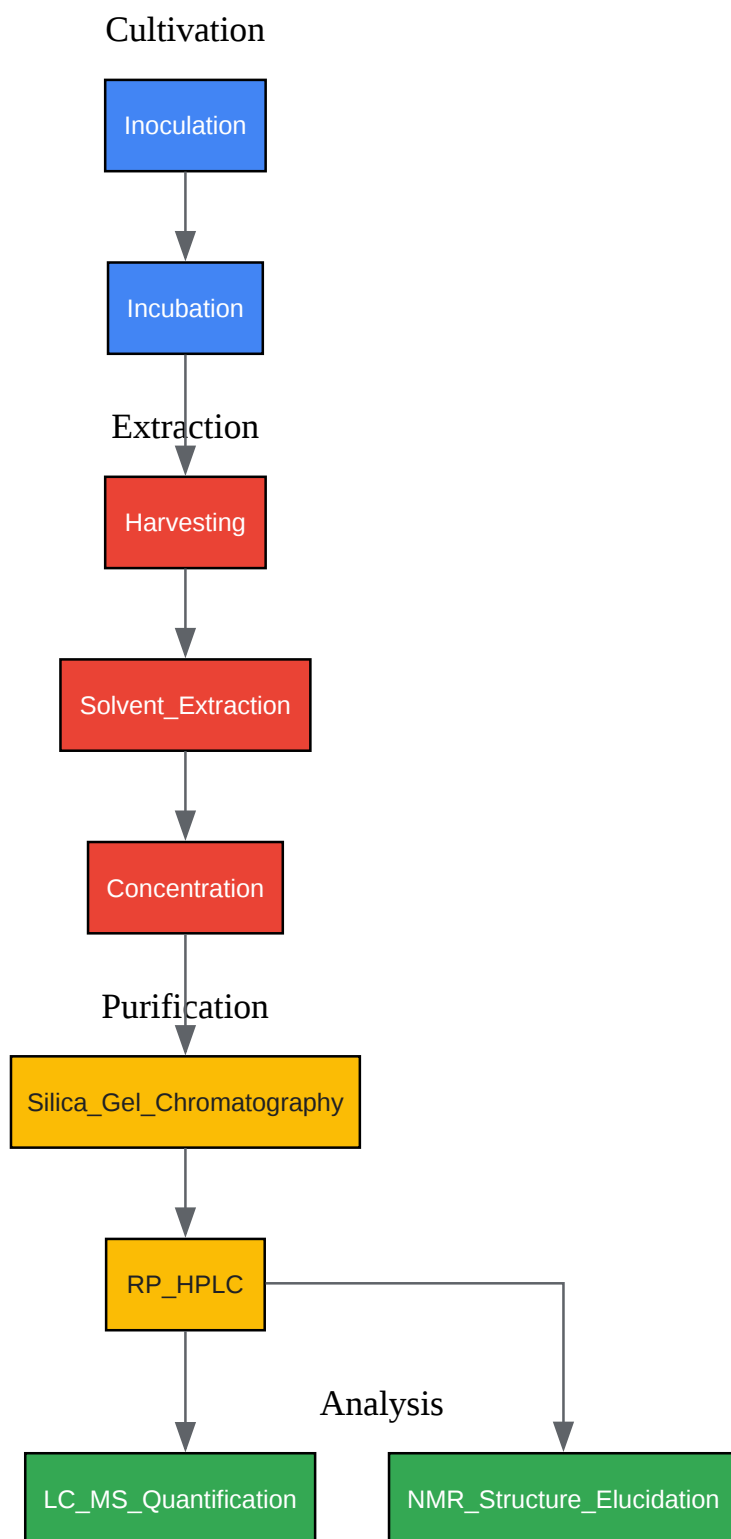 Cultivation
Inoculation
Incubation
Extraction
Harvesting
Solvent_Extraction
Concentration
Purification
Silica_Gel_Chromatography
RP_HPLC
Analysis
LC_MS_Quantification
NMR_Structure_Elucidation